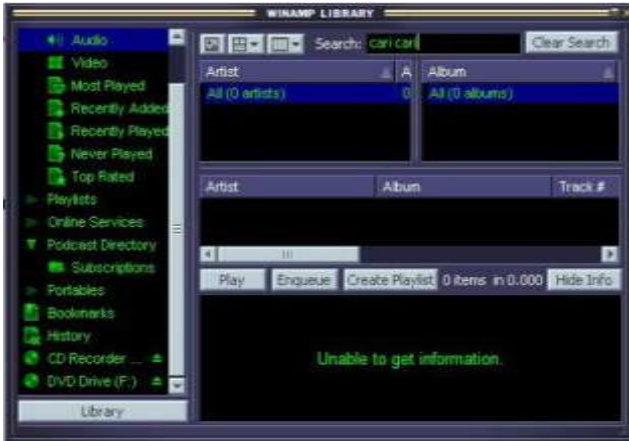 WINAMP LIBRARY
Audio
Video
Most Played
Recently Added
Recently Played
Never Played
Top Rated
Playlists
Online Services
Podcast Directory
Subscriptions
Portables
Bookmarks
History
CD Recorder ...
DVD Drive (F:)
Library
Search: cari cari Clear Search
Artist A Album
All (0 artists) 0 All (0 albums)
Artist Album Track #
Play Enqueue Create Playlist 0 items in 0.000 Hide Info
Unable to get information.